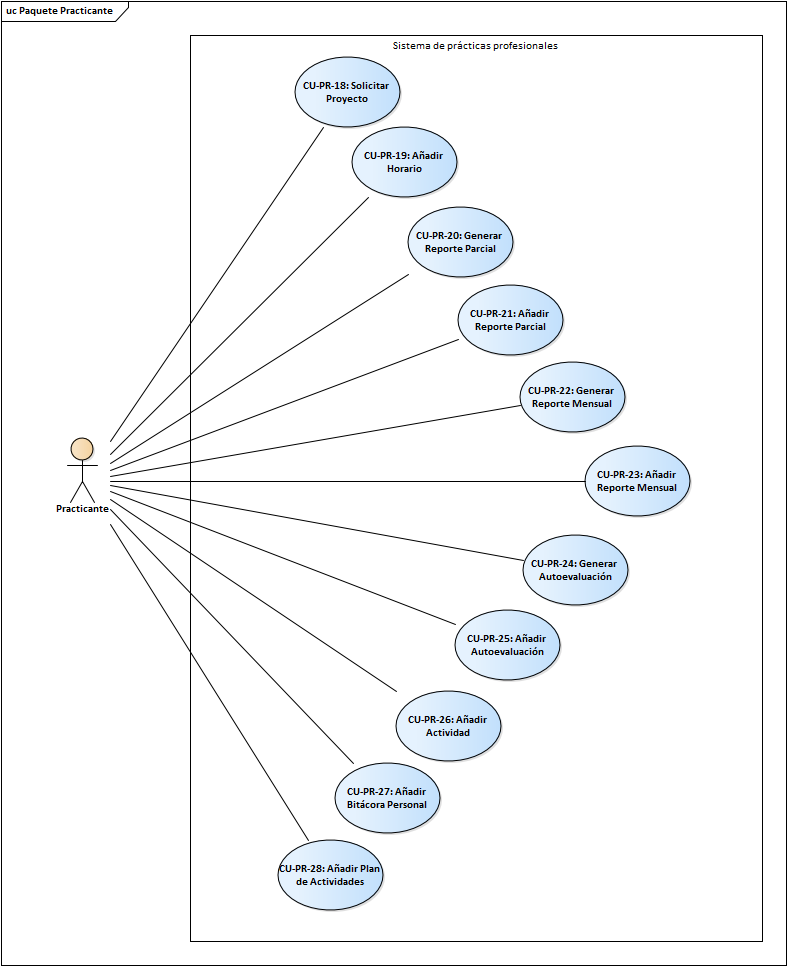 uc Paquete Practicante
Sistema de prácticas profesionales
CU-PR-18: Solicitar
Proyecto
CU-PR-19: Añadir
Horario
CU-PR-20: Generar
Reporte Parcial
CU-PR-21: Añadir
Reporte Parcial
CU-PR-22: Generar
Reporte Mensual
CU-PR-23: Añadir
Reporte Mensual
Practicante
CU-PR-24: Generar
Autoevaluación
CU-PR-25: Añadir
Autoevaluación
CU-PR-26: Añadir
Actividad
CU-PR-27: Añadir
Bitácora Personal
CU-PR-28: Añadir Plan
de Actividades